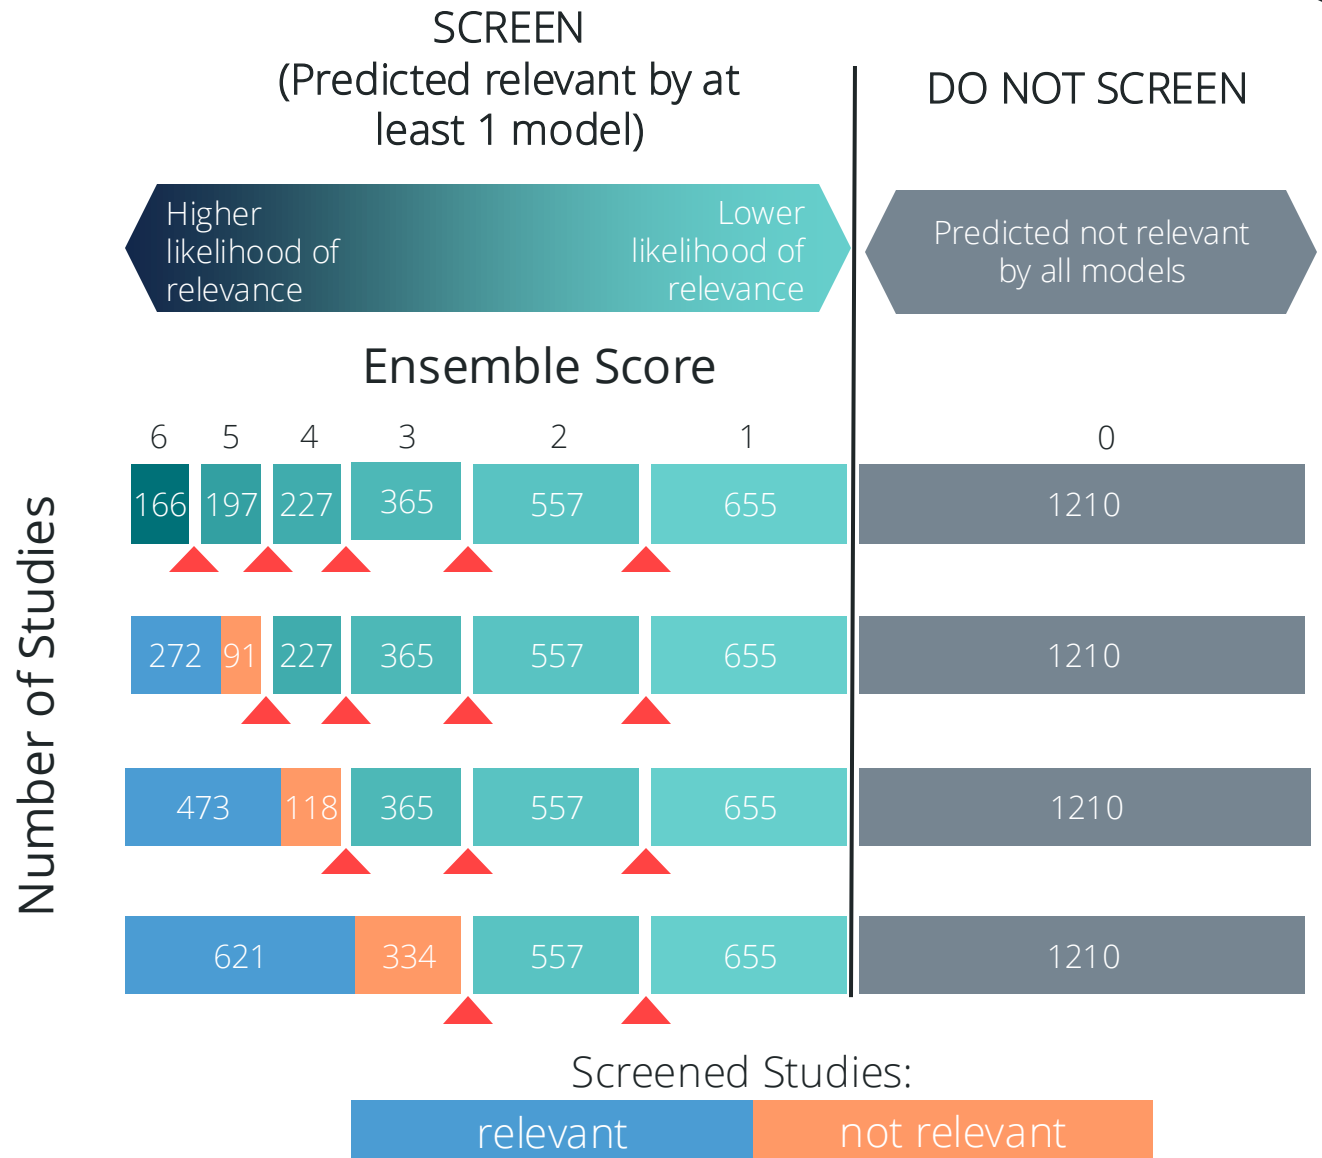 SCREEN
(Predicted relevant by at
least 1 model)
DO NOT SCREEN
Higher
likelihood of
relevance
Lower
likelihood of
relevance
Predicted not relevant
by all models
Ensemble Score
6 5 4 3 2 1 0
Number of Studies
166 197 227 365 557 655 1210
272 91 227 365 557 655 1210
473 118 365 557 655 1210
621 334 557 655 1210
Screened Studies:
relevant not relevant